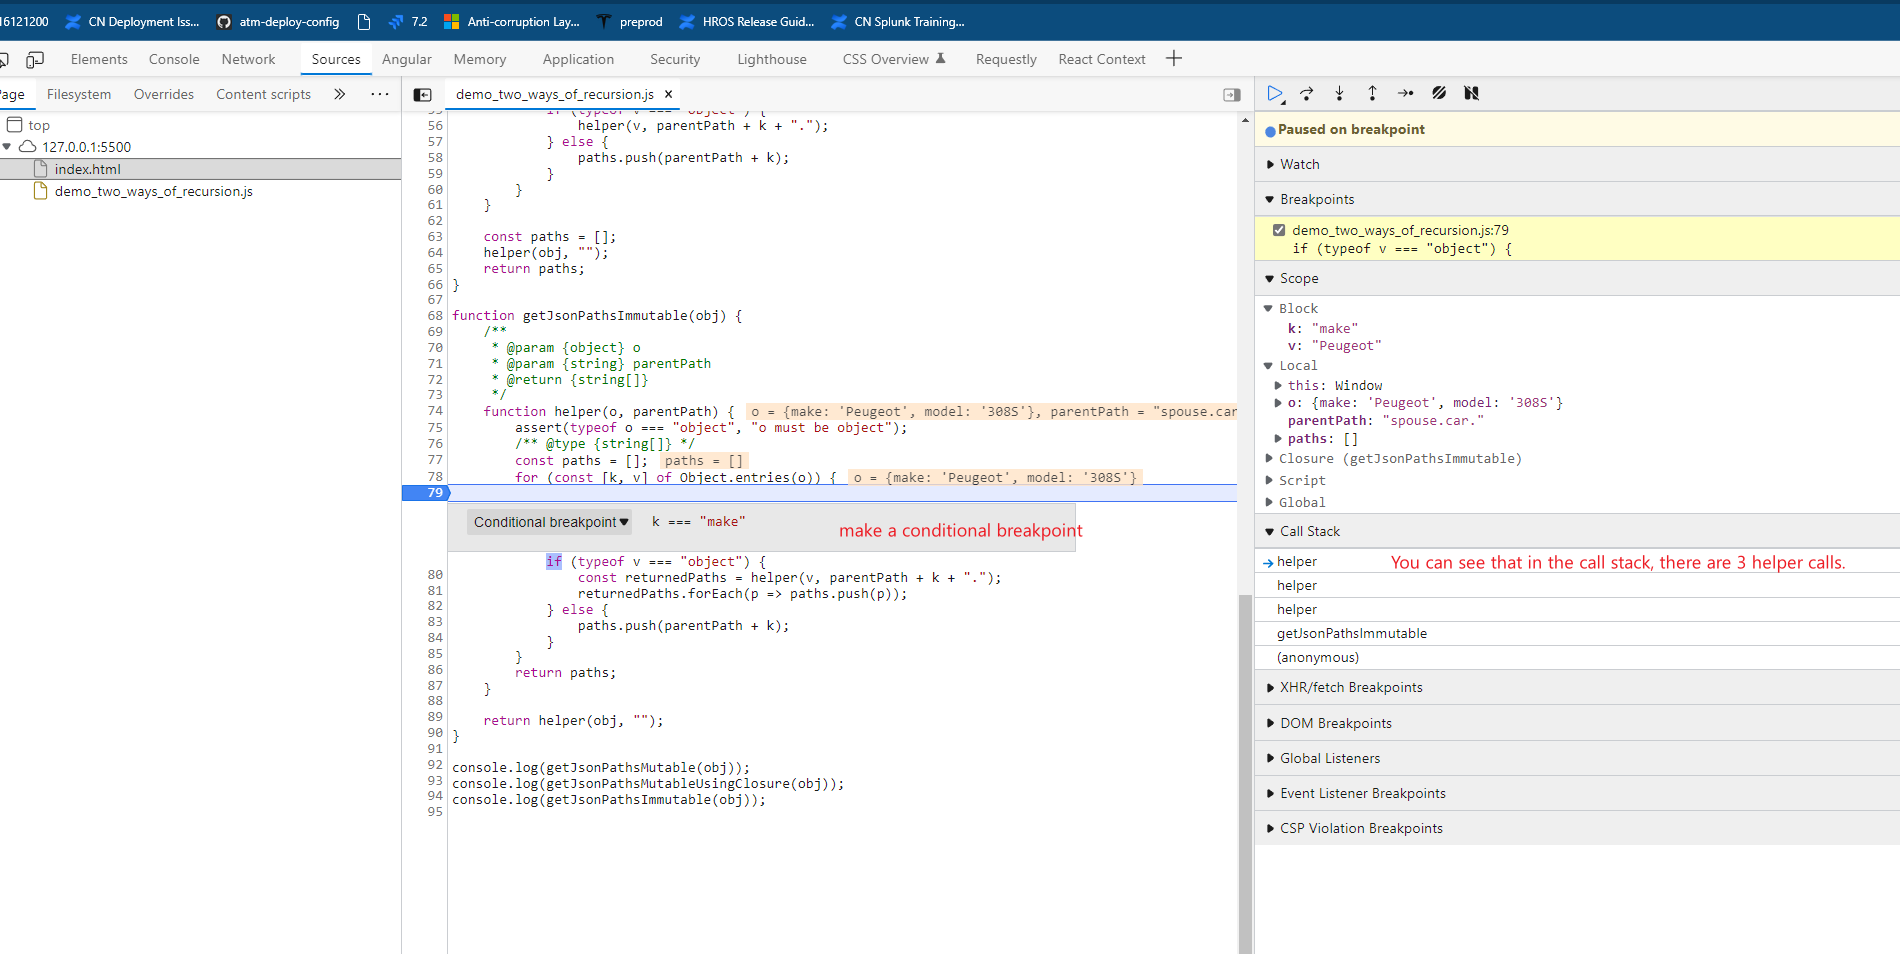 16121200 CN Deployment Iss... atm-deploy-config 7.2 Anti-corruption Lay... preprod HROS Release Guid... CN Splunk Training...
Elements Console Network Sources Angular Memory Application Security Lighthouse CSS Overview Requestly React Context
Page Filesystem Overrides Content scripts
demo_two_ways_of_recursion.js
top
127.0.0.1:5500
index.html
demo_two_ways_of_recursion.js
55 if (typeof v === "object") {
56 helper(v, parentPath + k + ".");
57 } else {
58 paths.push(parentPath + k);
59 }
60 }
61 }
62
63 const paths = [];
64 helper(obj, "");
65 return paths;
66 }
67
68 function getJsonPathsImmutable(obj) {
69 /**
70 * @param {object} o
71 * @param {string} parentPath
72 * @return {string[]}
73 */
74 function helper(o, parentPath) { o = {make: 'Peugeot', model: '308S'}, parentPath = "spouse.car
75 assert(typeof o === "object", "o must be object");
76 /** @type {string[]} */
77 const paths = []; paths = []
78 for (const [k, v] of Object.entries(o)) { o = {make: 'Peugeot', model: '308S'}
79
Conditional breakpoint k === "make"
make a conditional breakpoint
if (typeof v === "object") {
80 const returnedPaths = helper(v, parentPath + k + ".");
81 returnedPaths.forEach(p => paths.push(p));
82 } else {
83 paths.push(parentPath + k);
84 }
85 }
86 return paths;
87 }
88
89 return helper(obj, "");
90 }
91
92 console.log(getJsonPathsMutable(obj));
93 console.log(getJsonPathsMutableUsingClosure(obj));
94 console.log(getJsonPathsImmutable(obj));
95
Paused on breakpoint
Watch
Breakpoints
demo_two_ways_of_recursion.js:79
if (typeof v === "object") {
Scope
Block
k: "make"
v: "Peugeot"
Local
this: Window
o: {make: 'Peugeot', model: '308S'}
parentPath: "spouse.car."
paths: []
Closure (getJsonPathsImmutable)
Script
Global
Call Stack
helper
You can see that in the call stack, there are 3 helper calls.
helper
helper
getJsonPathsImmutable
(anonymous)
XHR/fetch Breakpoints
DOM Breakpoints
Global Listeners
Event Listener Breakpoints
CSP Violation Breakpoints